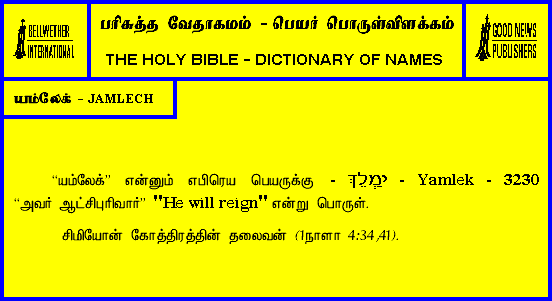 BELLWETHER
INTERNATIONAL
பரிசுத்த வேதாகமம் - பெயர் பொருள்விளக்கம்
THE HOLY BIBLE - DICTIONARY OF NAMES
GOOD NEWS
PUBLISHERS
யம்லேக் - JAMLECH
“யம்லேக்” என்னும் எபிரெய பெயருக்கு - יַמְלֵךְ - Yamlek - 3230
“அவர் ஆட்சிபுரிவார்” "He will reign" என்று பொருள்.
சிமியோன் கோத்திரத்தின் தலைவன் (1நாளா 4:34,41).